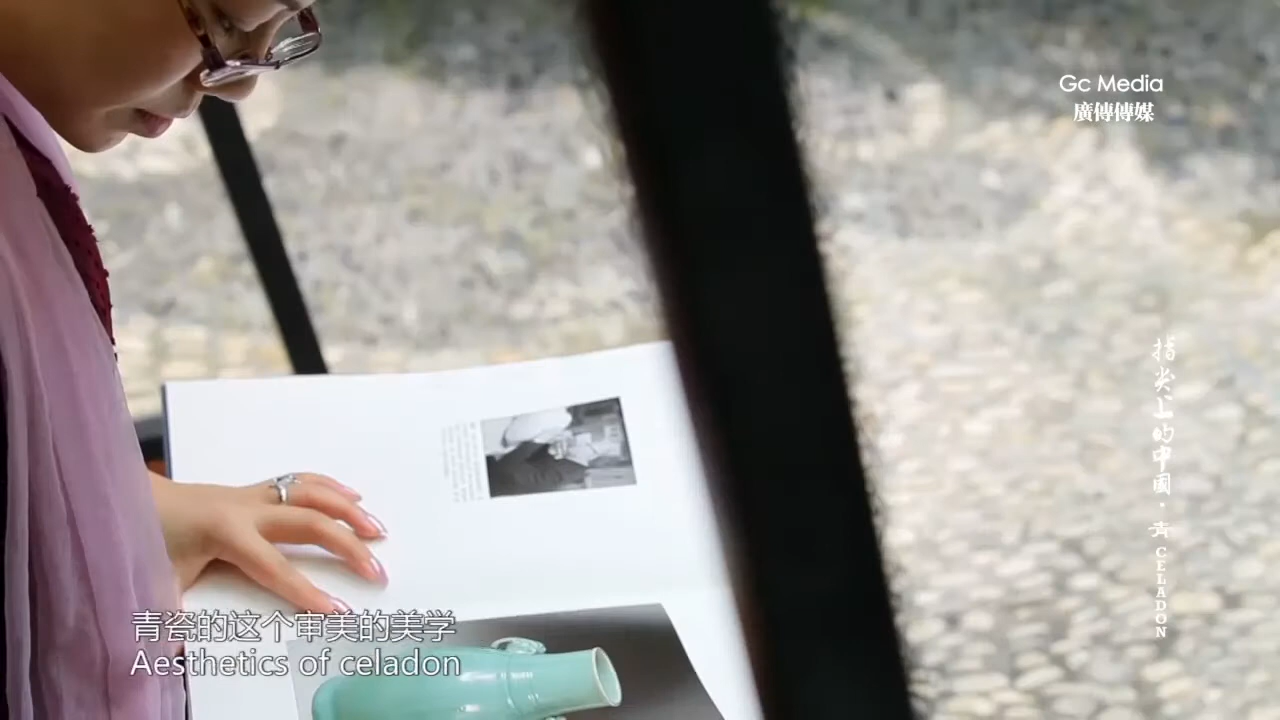 Gc Media
廣傳傳媒
指尖上的中國·青
CELADON
青瓷的这个审美的美学
Aesthetics of celadon